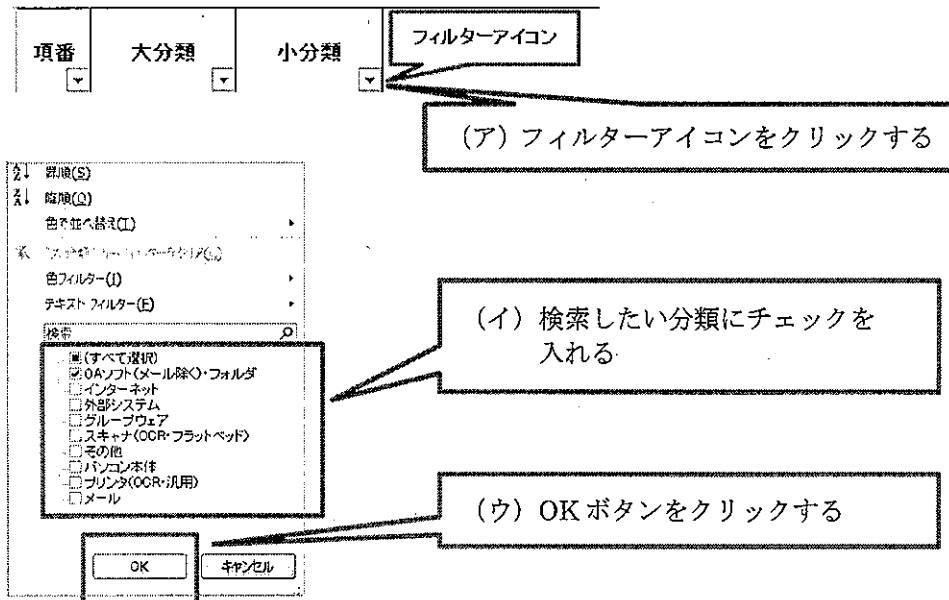 項番
大分類
小分類
フィルターアイコン
(ア)フィルターアイコンをクリックする
昇順(S)
降順(O)
色で並べ替え(T)
色フィルター(I)
テキスト フィルター(F)
検索
(すべて選択)
OAソフト(メール除く)・フォルダ
インターネット
外部システム
グループウェア
スキャナ(OCR・フラットベッド)
その他
パソコン本体
プリンタ(OCR・汎用)
メール
(イ)検索したい分類にチェックを
入れる
(ウ)OKボタンをクリックする
OK
キャンセル